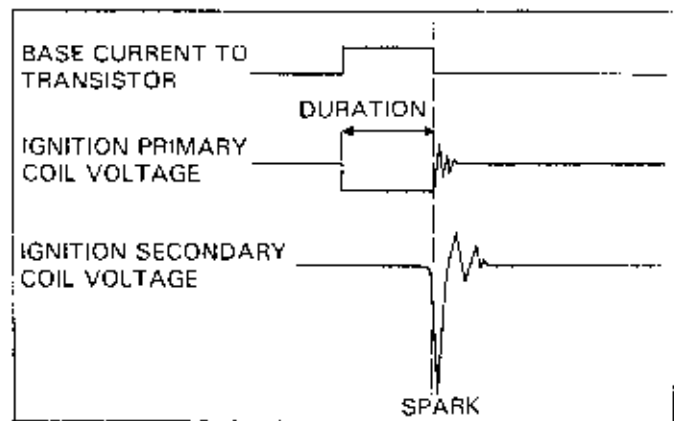 BASE CURRENT TO
TRANSISTOR
DURATION
IGNITION PRIMARY
COIL VOLTAGE
IGNITION SECONDARY
COIL VOLTAGE
SPARK